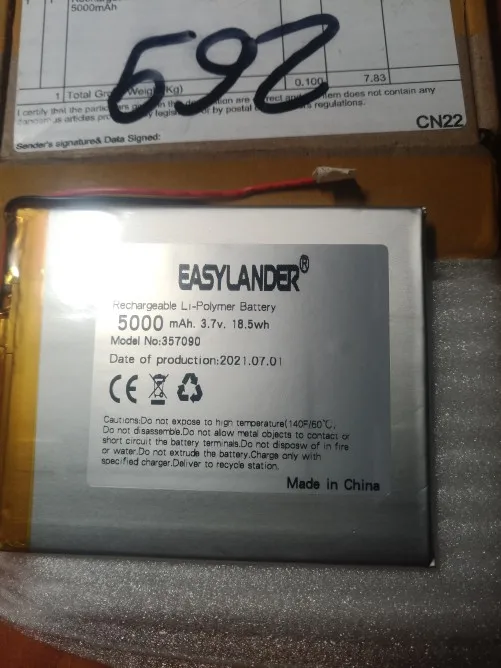 5000mAh
592
1 Total Gross Weight(Kg) 0.100 7.83
I certify that the particulars given in this declaration are correct and item does not contain any
dangerous articles prohibited by legislation or by postal or customs regulations.
Sender's signature& Data Signed:
CN22
EASYLANDER®
Rechargeable Li-Polymer Battery
5000 mAh. 3.7v. 18.5wh
Model No:357090
Date of production:2021.07.01
CE
Cautions:Do not expose to high temperature(140F/60℃.
Do not disassemble.Do not allow metal objects to contact or
short circuit the battery terminals.Do not disposw of in fire
or water.Do not extrude the battery.Charge only with
specified charger.Deliver to recycle station.
Made in China